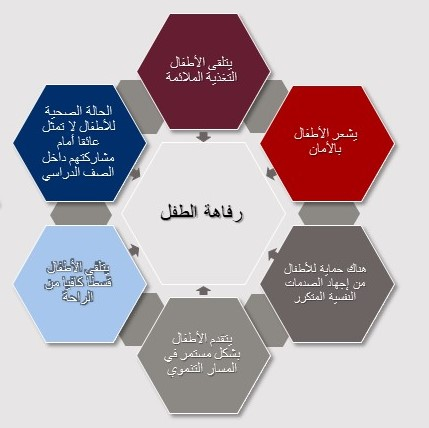 يتلقى الأطفال
التغذية الملائمة
يشعر الأطفال
بالأمان
هناك حماية للأطفال
من إجهاد الصدمات
النفسية المتكرر
يتقدم الأطفال
بشكل مستمر في
المسار التنموي
يتلقى الأطفال
قسطًا كافيا من
الراحة
الحالة الصحية
للأطفال لا تمثل
عائقا أمام
مشاركتهم داخل
الصف الدراسي
رفاهة الطفل